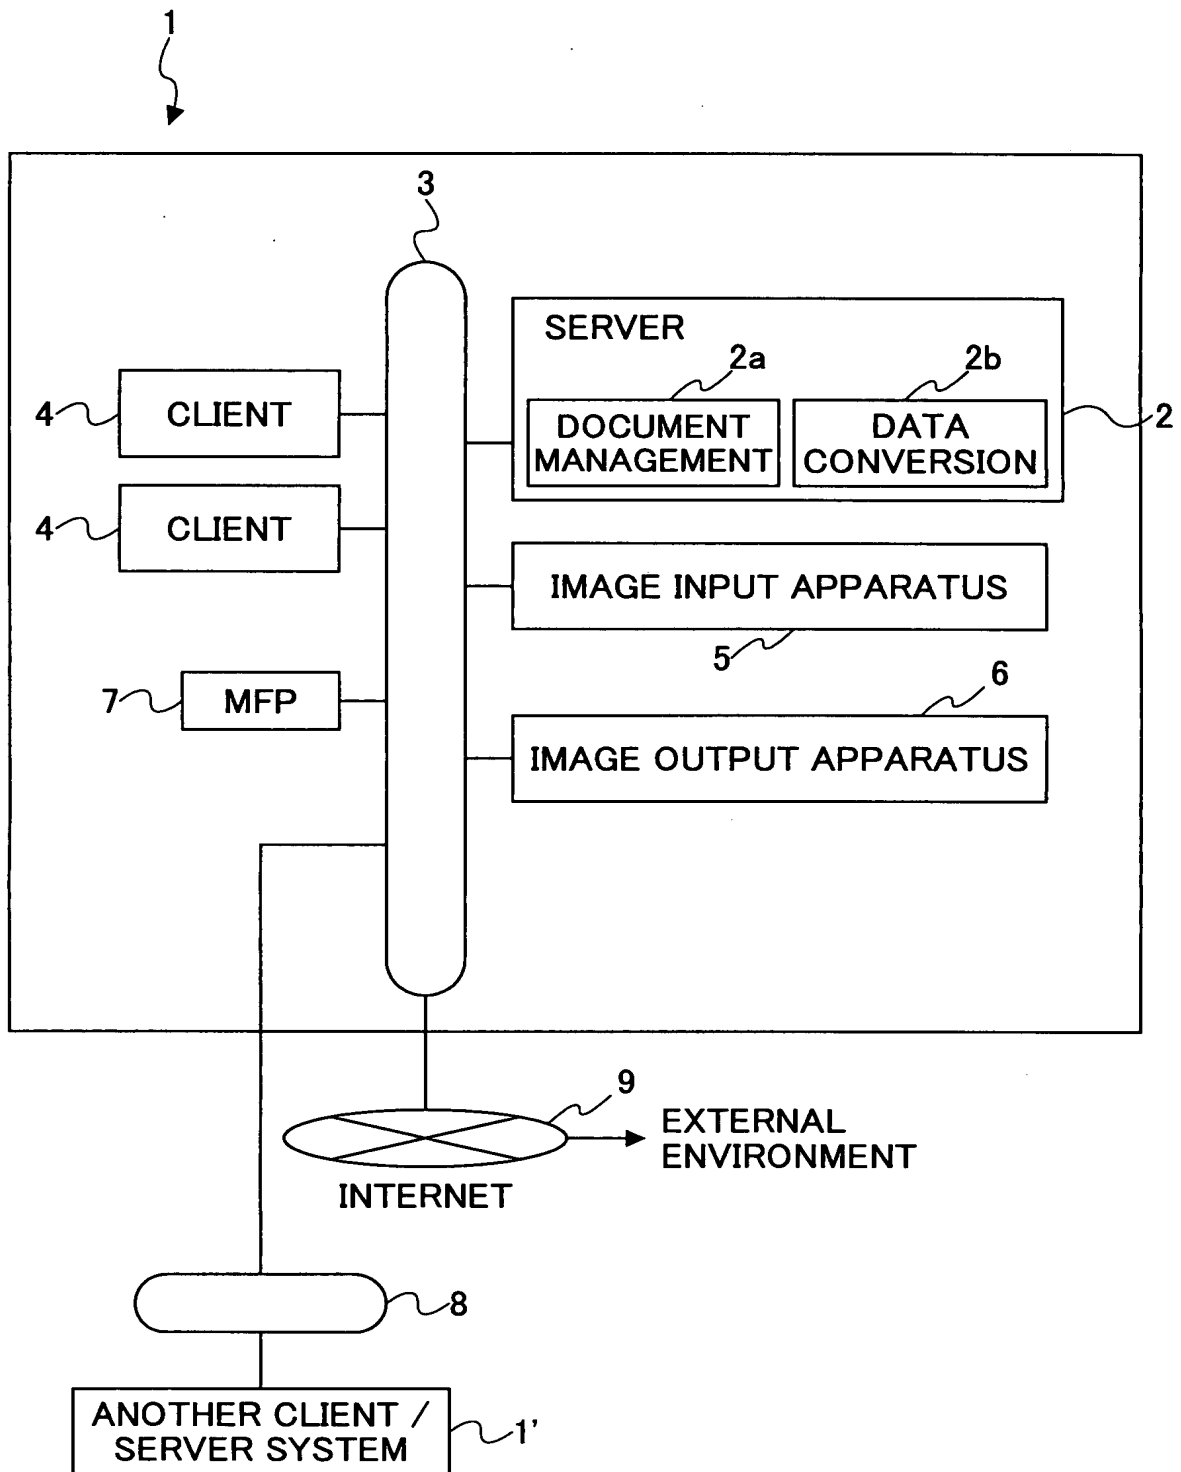 1
3
SERVER
2a
2b
4
CLIENT
DOCUMENT
MANAGEMENT
DATA
CONVERSION
2
4
CLIENT
IMAGE INPUT APPARATUS
5
7
MFP
6
IMAGE OUTPUT APPARATUS
9
EXTERNAL
ENVIRONMENT
INTERNET
8
ANOTHER CLIENT /
SERVER SYSTEM
1'